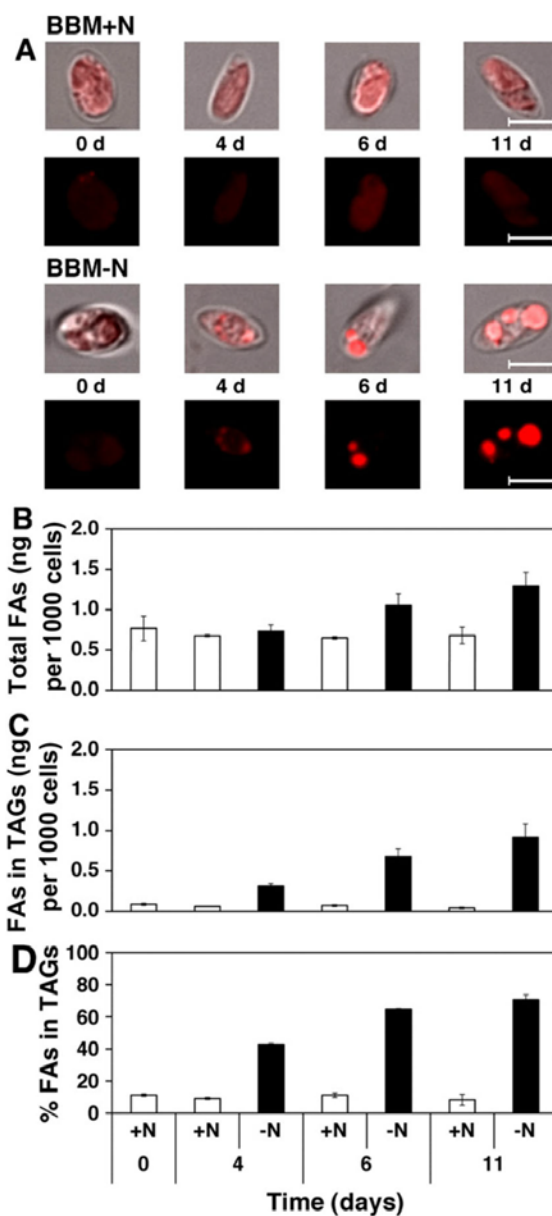 BBM+N
A
0 d 4 d 6 d 11 d
BBM-N
0 d 4 d 6 d 11 d
B
Total FAs (ng per 1000 cells)
2.0
1.5
1.0
0.5
0.0
C
FAs in TAGs (ng per 1000 cells)
2.0
1.5
1.0
0.5
0.0
D
% FAs in TAGs
100
80
60
40
20
0
+N +N -N +N -N +N -N
0 4 6 11
Time (days)